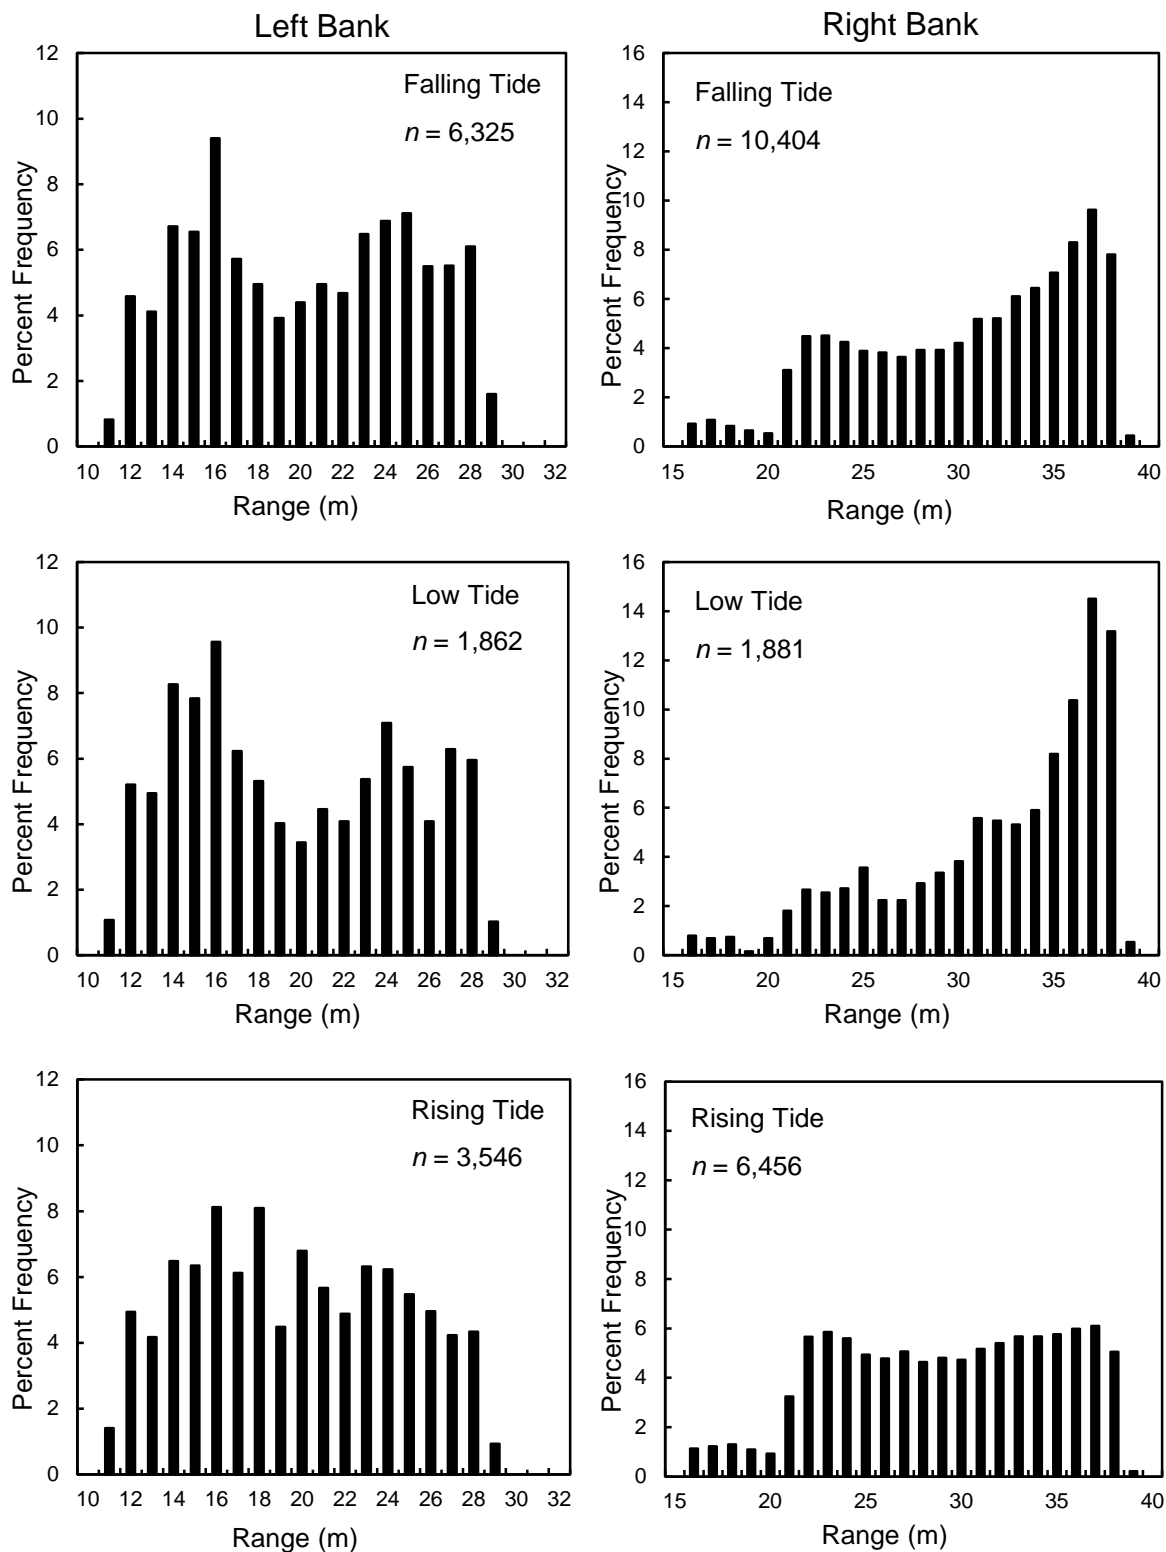 Left Bank
Falling Tide
n = 6,325
Percent Frequency
12
10
8
6
4
2
0
10 12 14 16 18 20 22 24 26 28 30 32
Range (m)
Right Bank
Falling Tide
n = 10,404
Percent Frequency
16
14
12
10
8
6
4
2
0
15 20 25 30 35 40
Range (m)
Low Tide
n = 1,862
Percent Frequency
12
10
8
6
4
2
0
10 12 14 16 18 20 22 24 26 28 30 32
Range (m)
Low Tide
n = 1,881
Percent Frequency
16
14
12
10
8
6
4
2
0
15 20 25 30 35 40
Range (m)
Rising Tide
n = 3,546
Percent Frequency
12
10
8
6
4
2
0
10 12 14 16 18 20 22 24 26 28 30 32
Range (m)
Rising Tide
n = 6,456
Percent Frequency
16
14
12
10
8
6
4
2
0
15 20 25 30 35 40
Range (m)